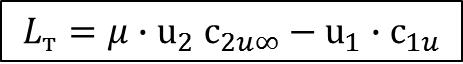 Lт = μ · u₂ c₂ᵤ∞ − u₁ · c₁ᵤ